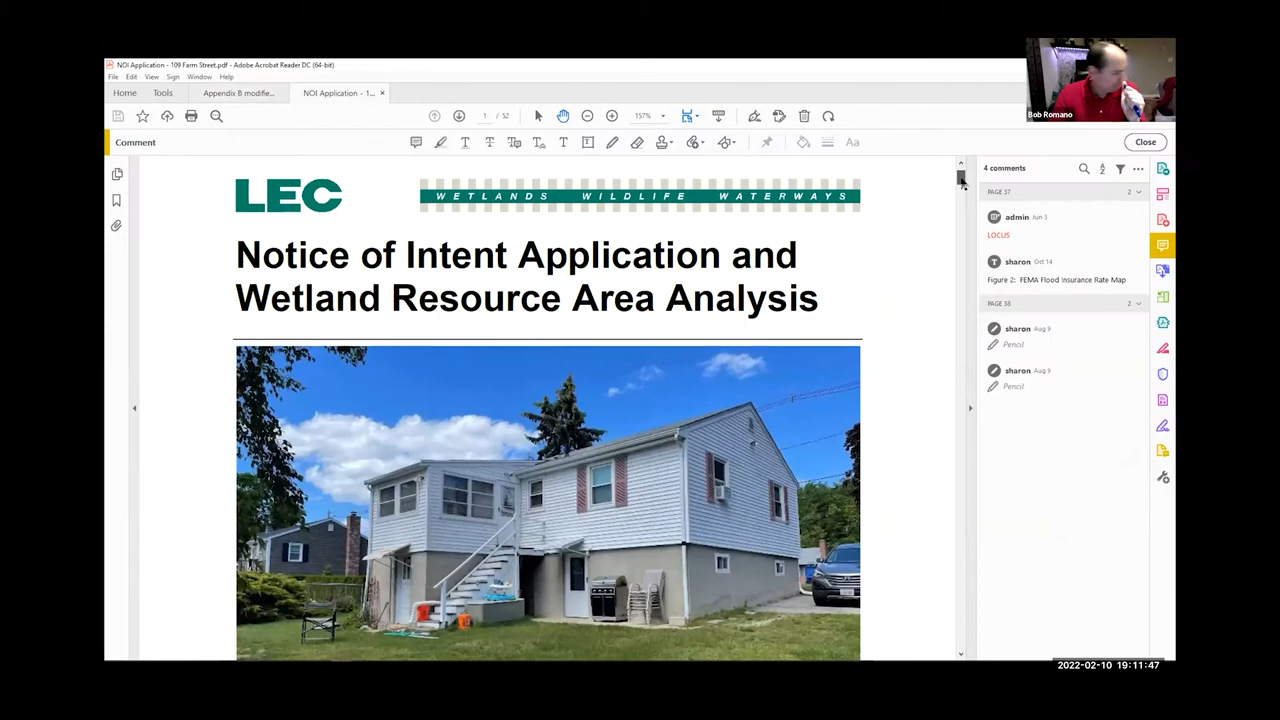 NOI Application - 109 Farm Street.pdf - Adobe Acrobat Reader DC (64-bit)
File Edit View Sign Window Help
Home Tools Appendix B modifie... NOI Application - 1... ×
1 / 52 157%
Comment
Aa
Close
LEC
WETLANDS WILDLIFE WATERWAYS
Notice of Intent Application and
Wetland Resource Area Analysis
4 comments
PAGE 37 2
admin Jun 3
LOCUS
sharon Oct 14
Figure 2: FEMA Flood Insurance Rate Map
PAGE 38 2
sharon Aug 9
Pencil
sharon Aug 9
Pencil
Bob Romano
2022-02-10 19:11:47